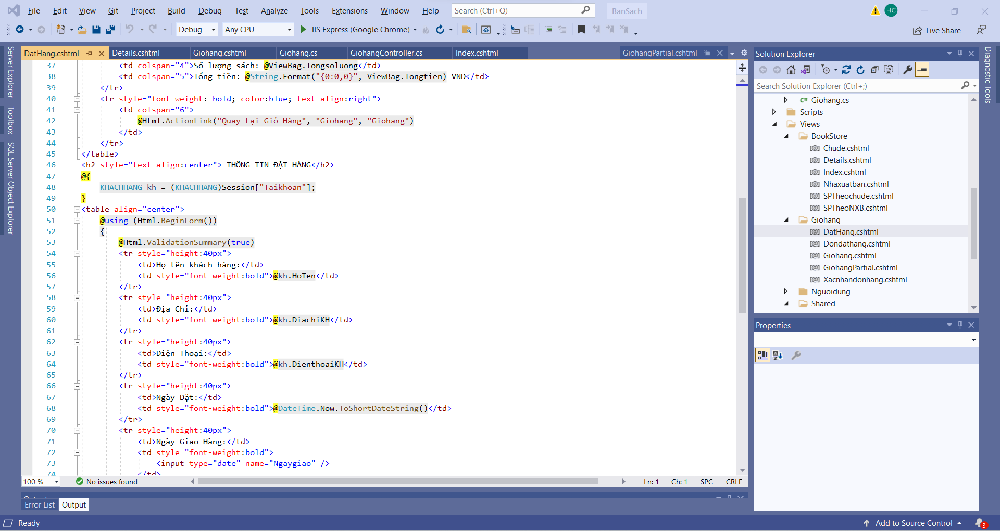 File Edit View Git Project Build Debug Test Analyze Tools Extensions Window Help Search (Ctrl+Q) BanSach HC
Debug Any CPU IIS Express (Google Chrome) Live Share
Server Explorer
Toolbox
SQL Server Object Explorer
DatHang.cshtml Details.cshtml Giohang.cshtml Giohang.cs GiohangController.cs Index.cshtml GiohangPartial.cshtml
37 <td colspan="4">Số lượng sách: @ViewBag.Tongsoluong</td>
38 <td colspan="5">Tổng tiền: @String.Format("{0:0,0}", ViewBag.Tongtien) VNĐ</td>
39 </tr>
40 <tr style="font-weight: bold; color:blue; text-align:right">
41 <td colspan="6">
42 @Html.ActionLink("Quay Lại Giỏ Hàng", "Giohang", "Giohang")
43 </td>
44 </tr>
45 </table>
46 <h2 style="text-align:center"> THÔNG TIN ĐẶT HÀNG</h2>
47 @{
48 KHACHHANG kh = (KHACHHANG)Session["Taikhoan"];
49 }
50 <table align="center">
51 @using (Html.BeginForm())
52 {
53 @Html.ValidationSummary(true)
54 <tr style="height:40px">
55 <td>Họ tên khách hàng:</td>
56 <td style="font-weight:bold">@kh.HoTen</td>
57 </tr>
58 <tr style="height:40px">
59 <td>Địa Chỉ:</td>
60 <td style="font-weight:bold">@kh.DiachiKH</td>
61 </tr>
62 <tr style="height:40px">
63 <td>Điện Thoại:</td>
64 <td style="font-weight:bold">@kh.DienthoaiKH</td>
65 </tr>
66 <tr style="height:40px">
67 <td>Ngày Đặt:</td>
68 <td style="font-weight:bold">@DateTime.Now.ToShortDateString()</td>
69 </tr>
70 <tr style="height:40px">
71 <td>Ngày Giao Hàng:</td>
72 <td style="font-weight:bold">
73 <input type="date" name="Ngaygiao" />
74 </td>
100 % No issues found Ln: 1 Ch: 1 SPC CRLF
Output
Error List Output
Solution Explorer
Search Solution Explorer (Ctrl+;)
C# Giohang.cs
Scripts
Views
BookStore
[@] Chude.cshtml
[@] Details.cshtml
[@] Index.cshtml
[@] Nhaxuatban.cshtml
[@] SPTheochude.cshtml
[@] SPTheoNXB.cshtml
Giohang
[@] DatHang.cshtml
[@] Dondathang.cshtml
[@] Giohang.cshtml
[@] GiohangPartial.cshtml
[@] Xacnhandonhang.cshtml
Nguoidung
Shared
Properties
Diagnostic Tools
Ready Add to Source Control 3